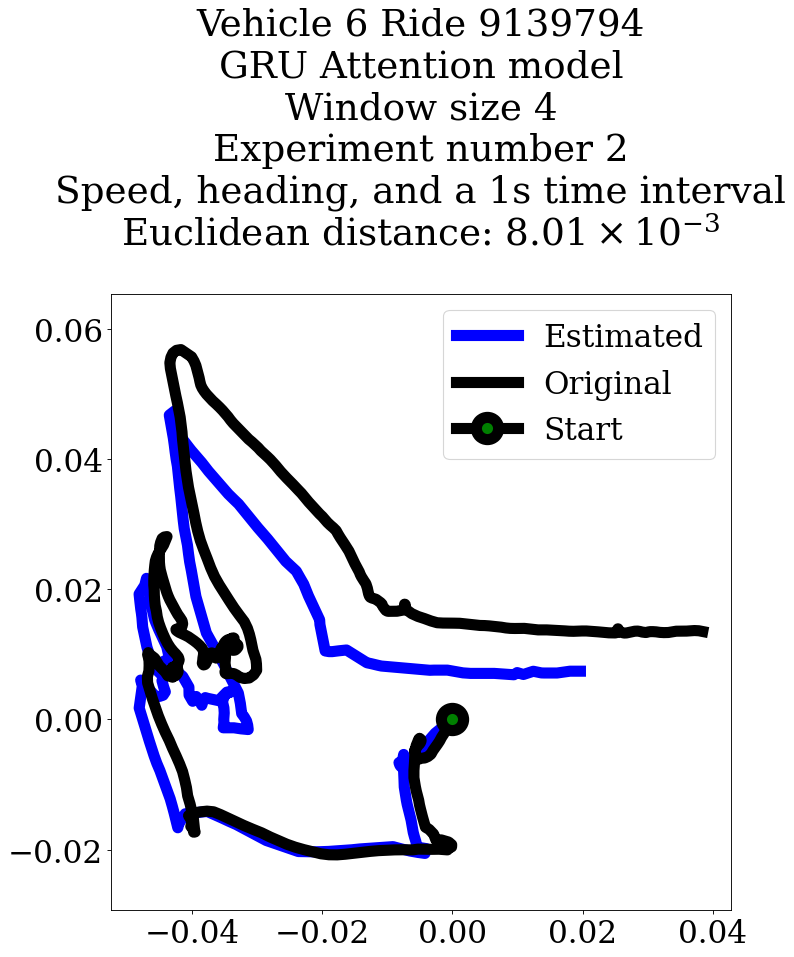 Vehicle 6 Ride 9139794
GRU Attention model
Window size 4
Experiment number 2
Speed, heading, and a 1s time interval
Euclidean distance: 8.01 × 10⁻³
Estimated
Original
Start
0.06
0.04
0.02
0.00
−0.02
−0.04
−0.02
0.00
0.02
0.04